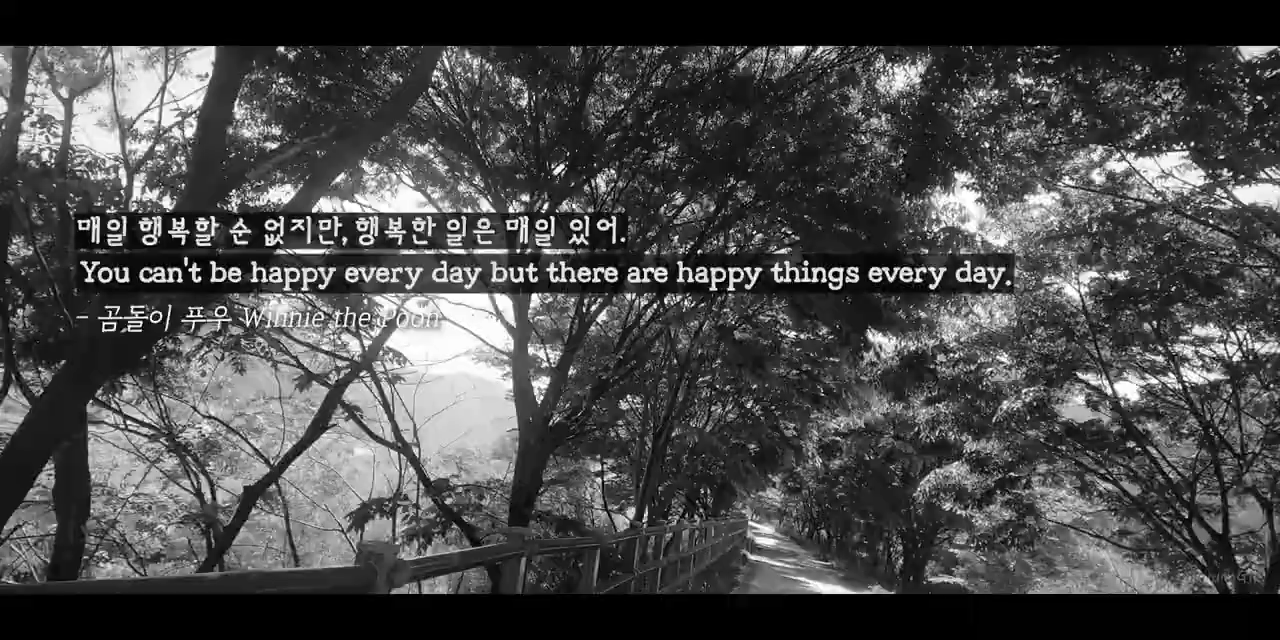 매일 행복할 순 없지만, 행복한 일은 매일 있어.
You can't be happy every day but there are happy things every day.
- 곰돌이 푸우 Winnie the Poon